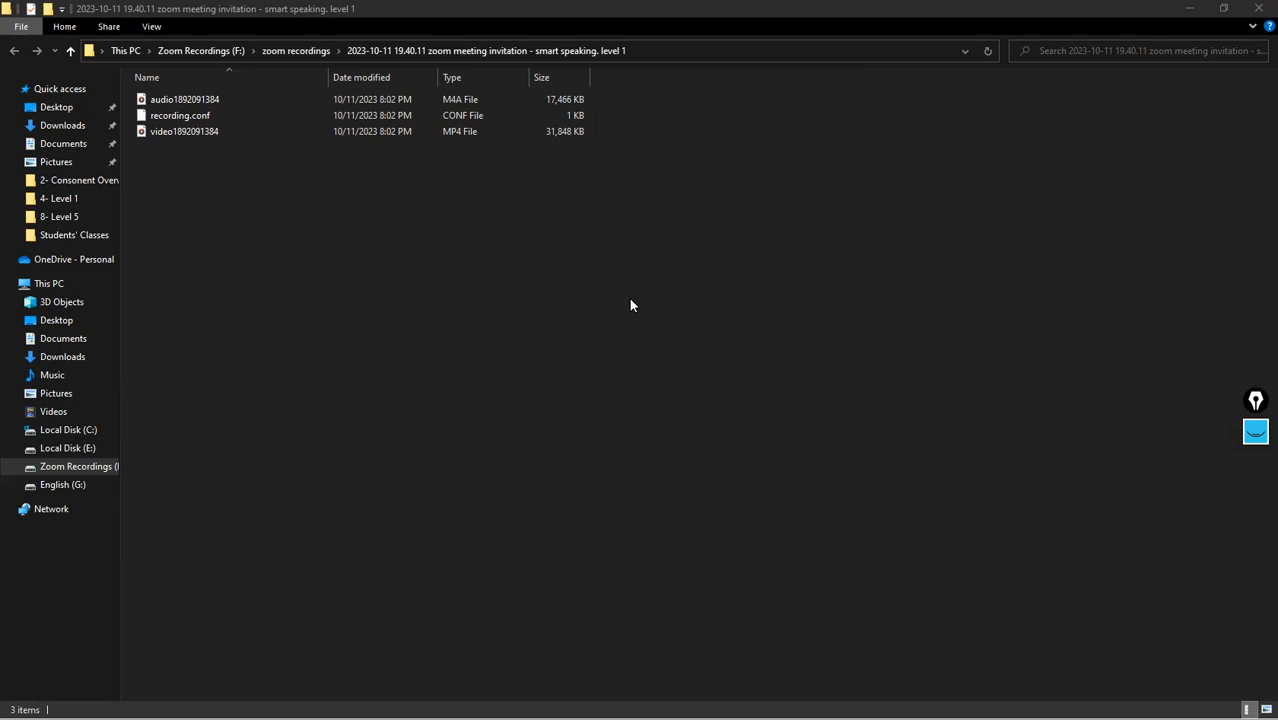 2023-10-11 19.40.11 zoom meeting invitation - smart speaking. level 1
File Home Share View
This PC Zoom Recordings (F:) zoom recordings 2023-10-11 19.40.11 zoom meeting invitation - smart speaking. level 1
Search 2023-10-11 19.40.11 zoom meeting invitation - s...
Name Date modified Type Size
audio1892091384 10/11/2023 8:02 PM M4A File 17,466 KB
recording.conf 10/11/2023 8:02 PM CONF File 1 KB
video1892091384 10/11/2023 8:02 PM MP4 File 31,848 KB
Quick access
Desktop
Downloads
Documents
Pictures
2- Consonent Over
4- Level 1
8- Level 5
Students' Classes
OneDrive - Personal
This PC
3D Objects
Desktop
Documents
Downloads
Music
Pictures
Videos
Local Disk (C:)
Local Disk (E:)
Zoom Recordings (
English (G:)
Network
3 items